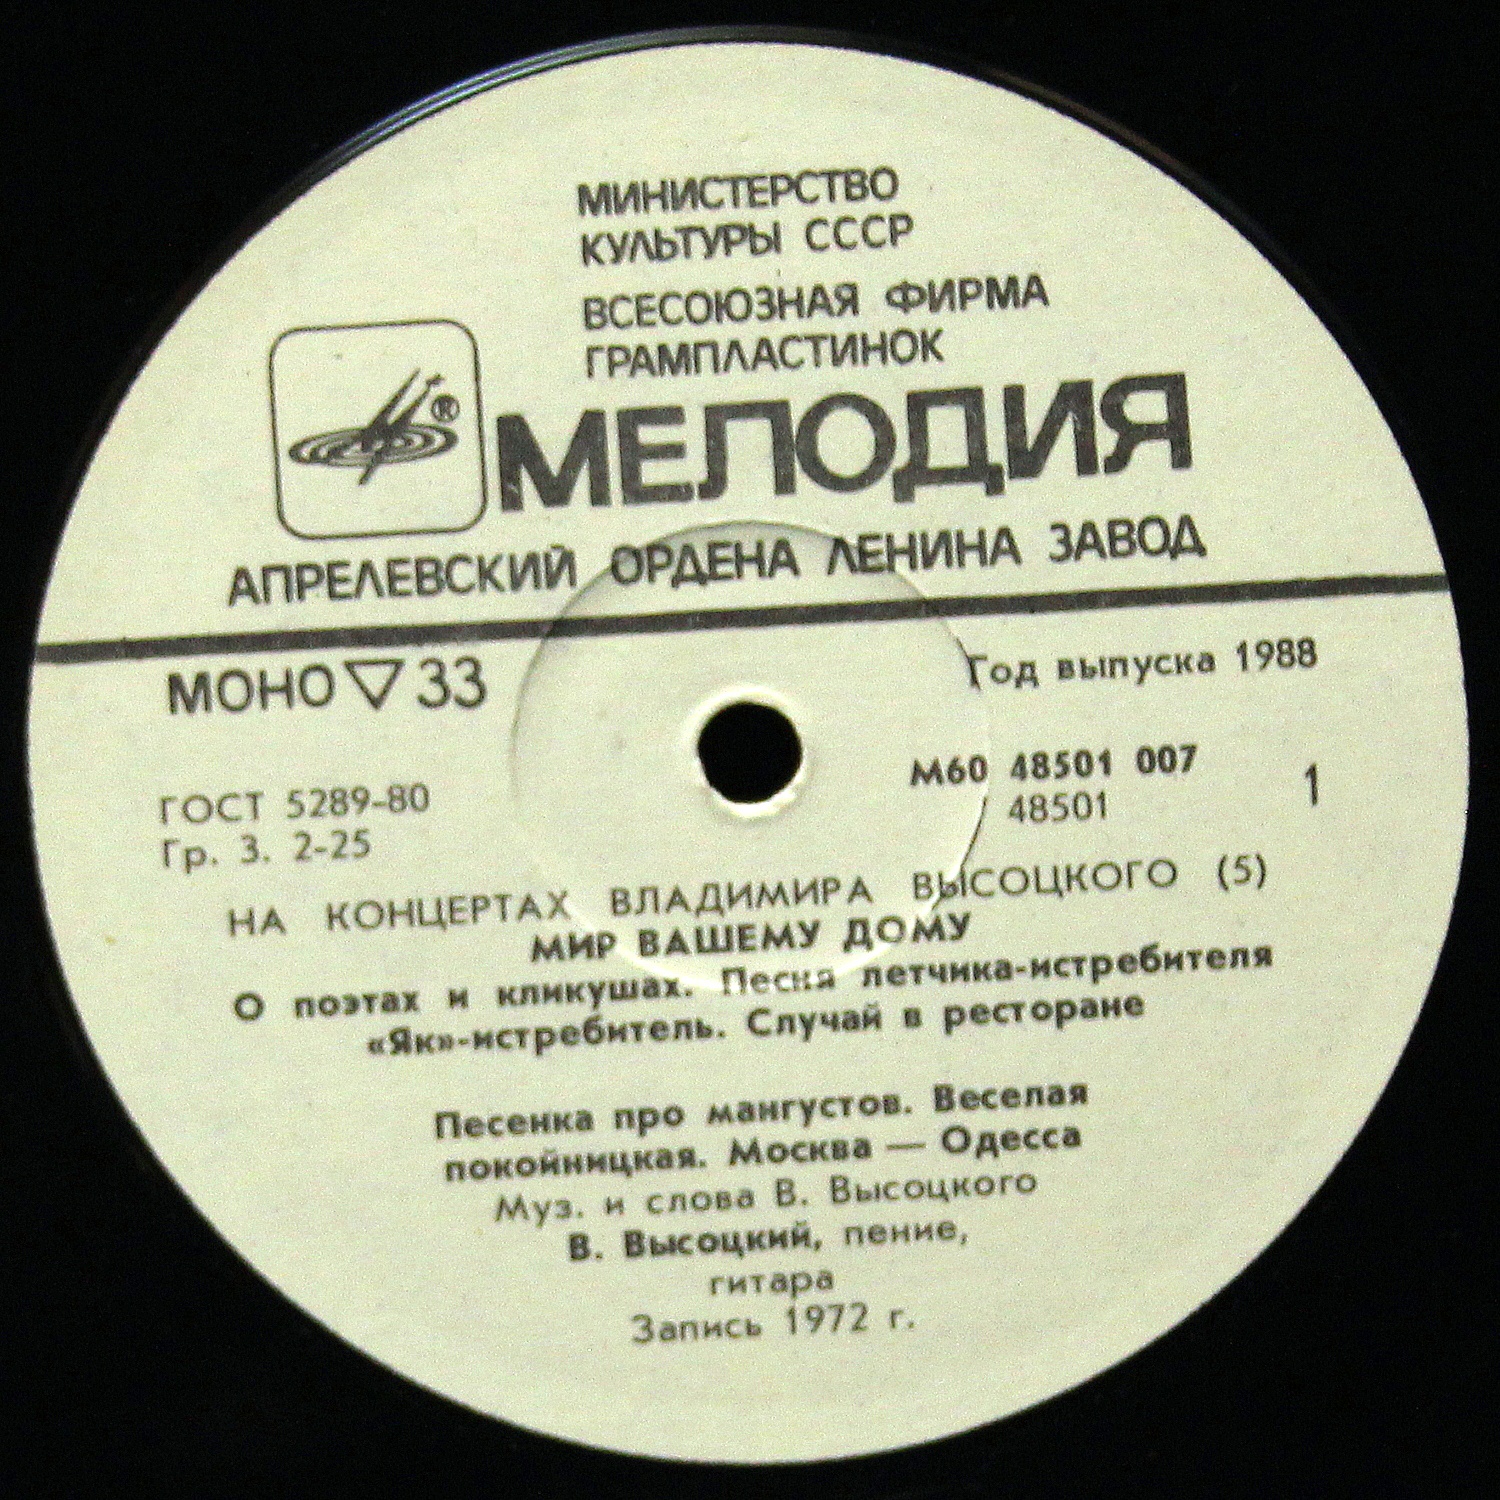 МИНИСТЕРСТВО
КУЛЬТУРЫ СССР
ВСЕСОЮЗНАЯ ФИРМА
ГРАМПЛАСТИНОК
®
МЕЛОДИЯ
АПРЕЛЕВСКИЙ ОРДЕНА ЛЕНИНА ЗАВОД
МОНО ▽ 33
Год выпуска 1988
ГОСТ 5289-80
Гр. 3. 2-25
М60 48501 007
48501
1
НА КОНЦЕРТАХ ВЛАДИМИРА ВЫСОЦКОГО (5)
МИР ВАШЕМУ ДОМУ
О поэтах и кликушах. Песня летчика-истребителя
«Як»-истребитель. Случай в ресторане
Песенка про мангустов. Веселая
покойницкая. Москва — Одесса
Муз. и слова В. Высоцкого
В. Высоцкий, пение,
гитара
Запись 1972 г.